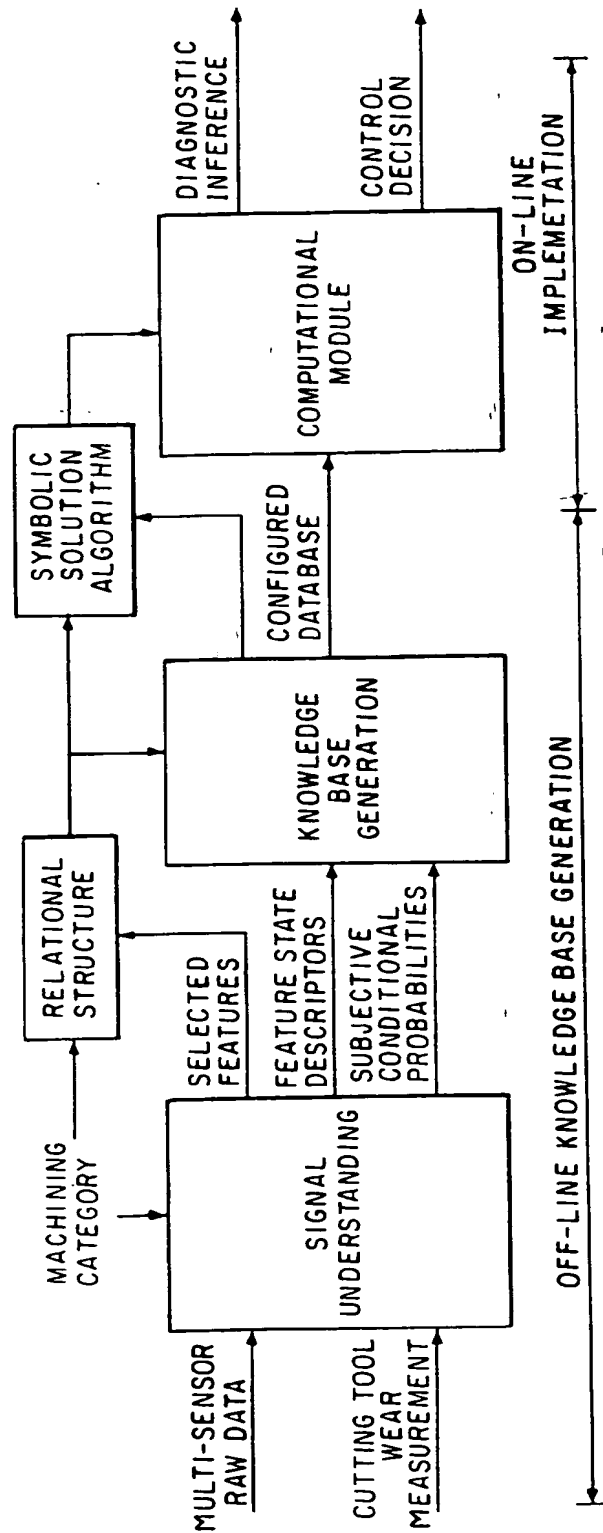 MACHINING
CATEGORY
RELATIONAL
STRUCTURE
SYMBOLIC
SOLUTION
ALGORITHM
MULTI-SENSOR
RAW DATA
CUTTING TOOL
WEAR
MEASUREMENT
SIGNAL
UNDERSTANDING
SELECTED
FEATURES
FEATURE STATE
DESCRIPTORS
SUBJECTIVE
CONDITIONAL
PROBABILITIES
KNOWLEDGE
BASE
GENERATION
CONFIGURED
DATABASE
COMPUTATIONAL
MODULE
DIAGNOSTIC
INFERENCE
CONTROL
DECISION
OFF-LINE KNOWLEDGE BASE GENERATION
ON-LINE
IMPLEMETATION